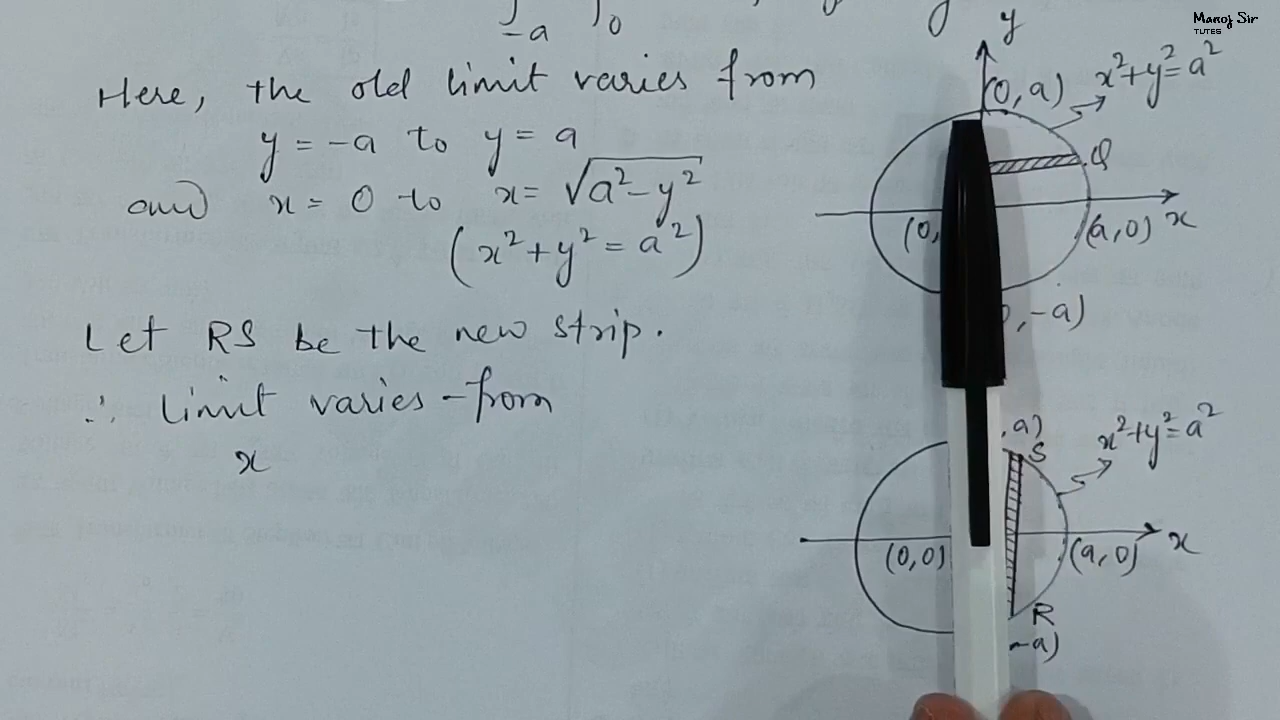 Manoj Sir
TUTES
-a 0
y
Here, the old limit varies from
y = -a to y = a
and x = 0 to x = √a²-y²
(x²+y² = a²)
Let RS be the new strip.
∴ limit varies from
x
(0,a)
x²+y²=a²
Q
x
(0,
(a,0)
,-a)
,a)
S
x²+y²=a²
x
(0,0)
(a,0)
R
-a)